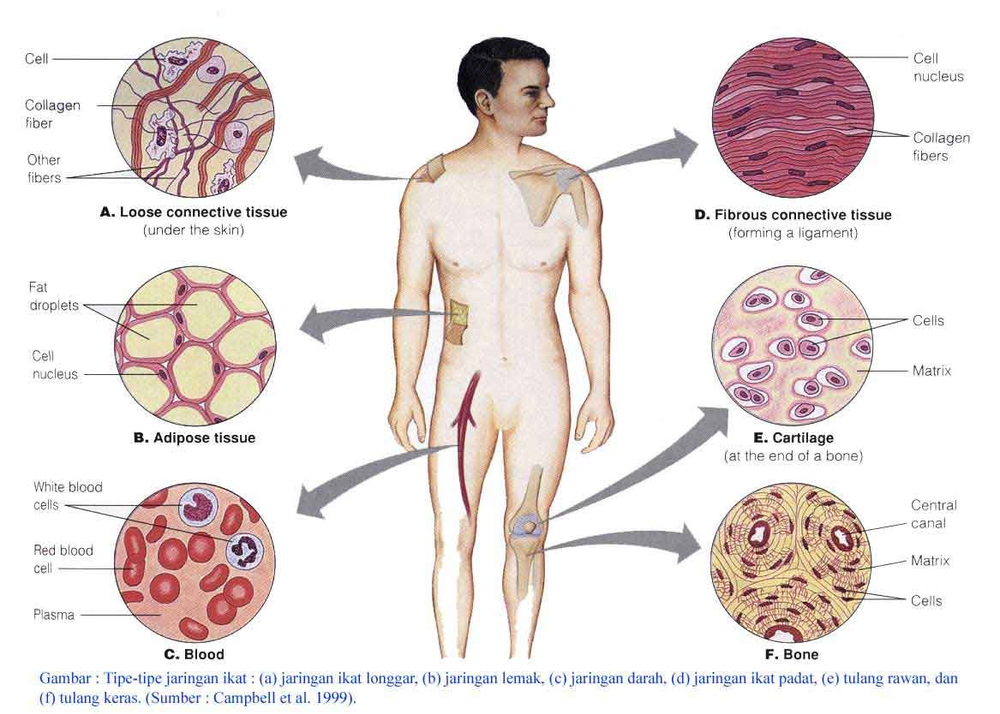 Cell
Collagen
fiber
Other
fibers
A. Loose connective tissue
(under the skin)
Fat
droplets
Cell
nucleus
B. Adipose tissue
White blood
cells
Red blood
cell
Plasma
C. Blood
Cell
nucleus
Collagen
fibers
D. Fibrous connective tissue
(forming a ligament)
Cells
Matrix
E. Cartilage
(at the end of a bone)
Central
canal
Matrix
Cells
F. Bone
Gambar : Tipe-tipe jaringan ikat : (a) jaringan ikat longgar, (b) jaringan lemak, (c) jaringan darah, (d) jaringan ikat padat, (e) tulang rawan, dan
(f) tulang keras. (Sumber : Campbell et al. 1999).